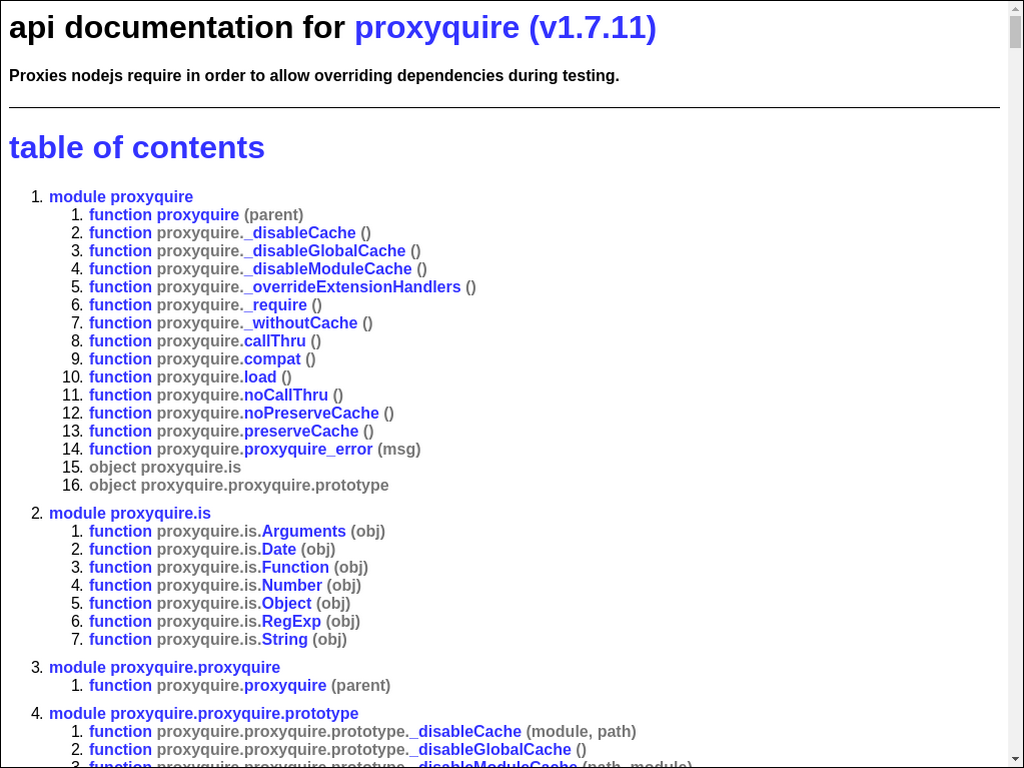 api documentation for proxyquire (v1.7.11)
Proxies nodejs require in order to allow overriding dependencies during testing.
table of contents
1. module proxyquire
1. function proxyquire (parent)
2. function proxyquire._disableCache ()
3. function proxyquire._disableGlobalCache ()
4. function proxyquire._disableModuleCache ()
5. function proxyquire._overrideExtensionHandlers ()
6. function proxyquire._require ()
7. function proxyquire._withoutCache ()
8. function proxyquire.callThru ()
9. function proxyquire.compat ()
10. function proxyquire.load ()
11. function proxyquire.noCallThru ()
12. function proxyquire.noPreserveCache ()
13. function proxyquire.preserveCache ()
14. function proxyquire.proxyquire_error (msg)
15. object proxyquire.is
16. object proxyquire.proxyquire.prototype
2. module proxyquire.is
1. function proxyquire.is.Arguments (obj)
2. function proxyquire.is.Date (obj)
3. function proxyquire.is.Function (obj)
4. function proxyquire.is.Number (obj)
5. function proxyquire.is.Object (obj)
6. function proxyquire.is.RegExp (obj)
7. function proxyquire.is.String (obj)
3. module proxyquire.proxyquire
1. function proxyquire.proxyquire (parent)
4. module proxyquire.proxyquire.prototype
1. function proxyquire.proxyquire.prototype._disableCache (module, path)
2. function proxyquire.proxyquire.prototype._disableGlobalCache ()
3. function proxyquire.proxyquire.prototype._disableModuleCache (path, module)